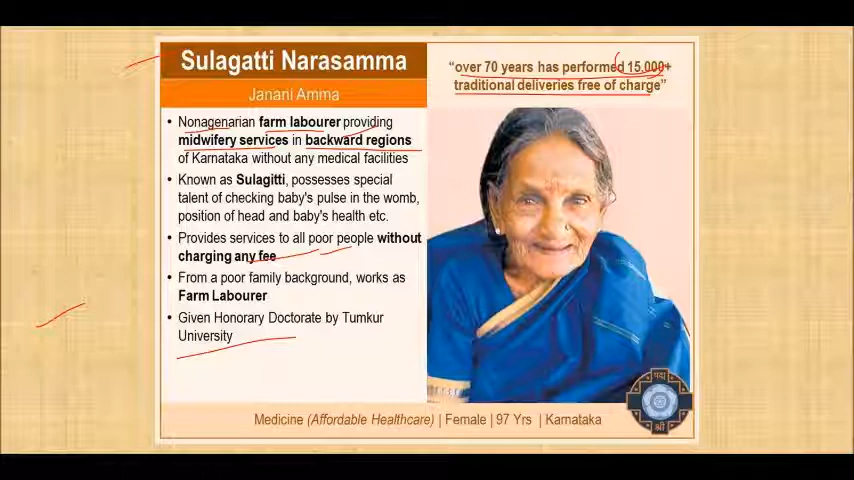 Sulagatti Narasamma
Janani Amma
“over 70 years has performed 15,000+
traditional deliveries free of charge”
• Nonagenarian farm labourer providing
midwifery services in backward regions
of Karnataka without any medical facilities
• Known as Sulagitti, possesses special
talent of checking baby's pulse in the womb,
position of head and baby's health etc.
• Provides services to all poor people without
charging any fee
• From a poor family background, works as
Farm Labourer
• Given Honorary Doctorate by Tumkur
University
पद्म
श्री
Medicine (Affordable Healthcare) | Female | 97 Yrs | Karnataka